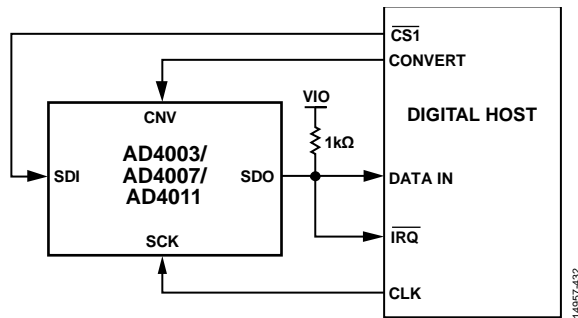 CS1
CONVERT
VIO
CNV
DIGITAL HOST
1kΩ
AD4003/
AD4007/
AD4011
SDI
SDO
DATA IN
IRQ
SCK
CLK
14957-432